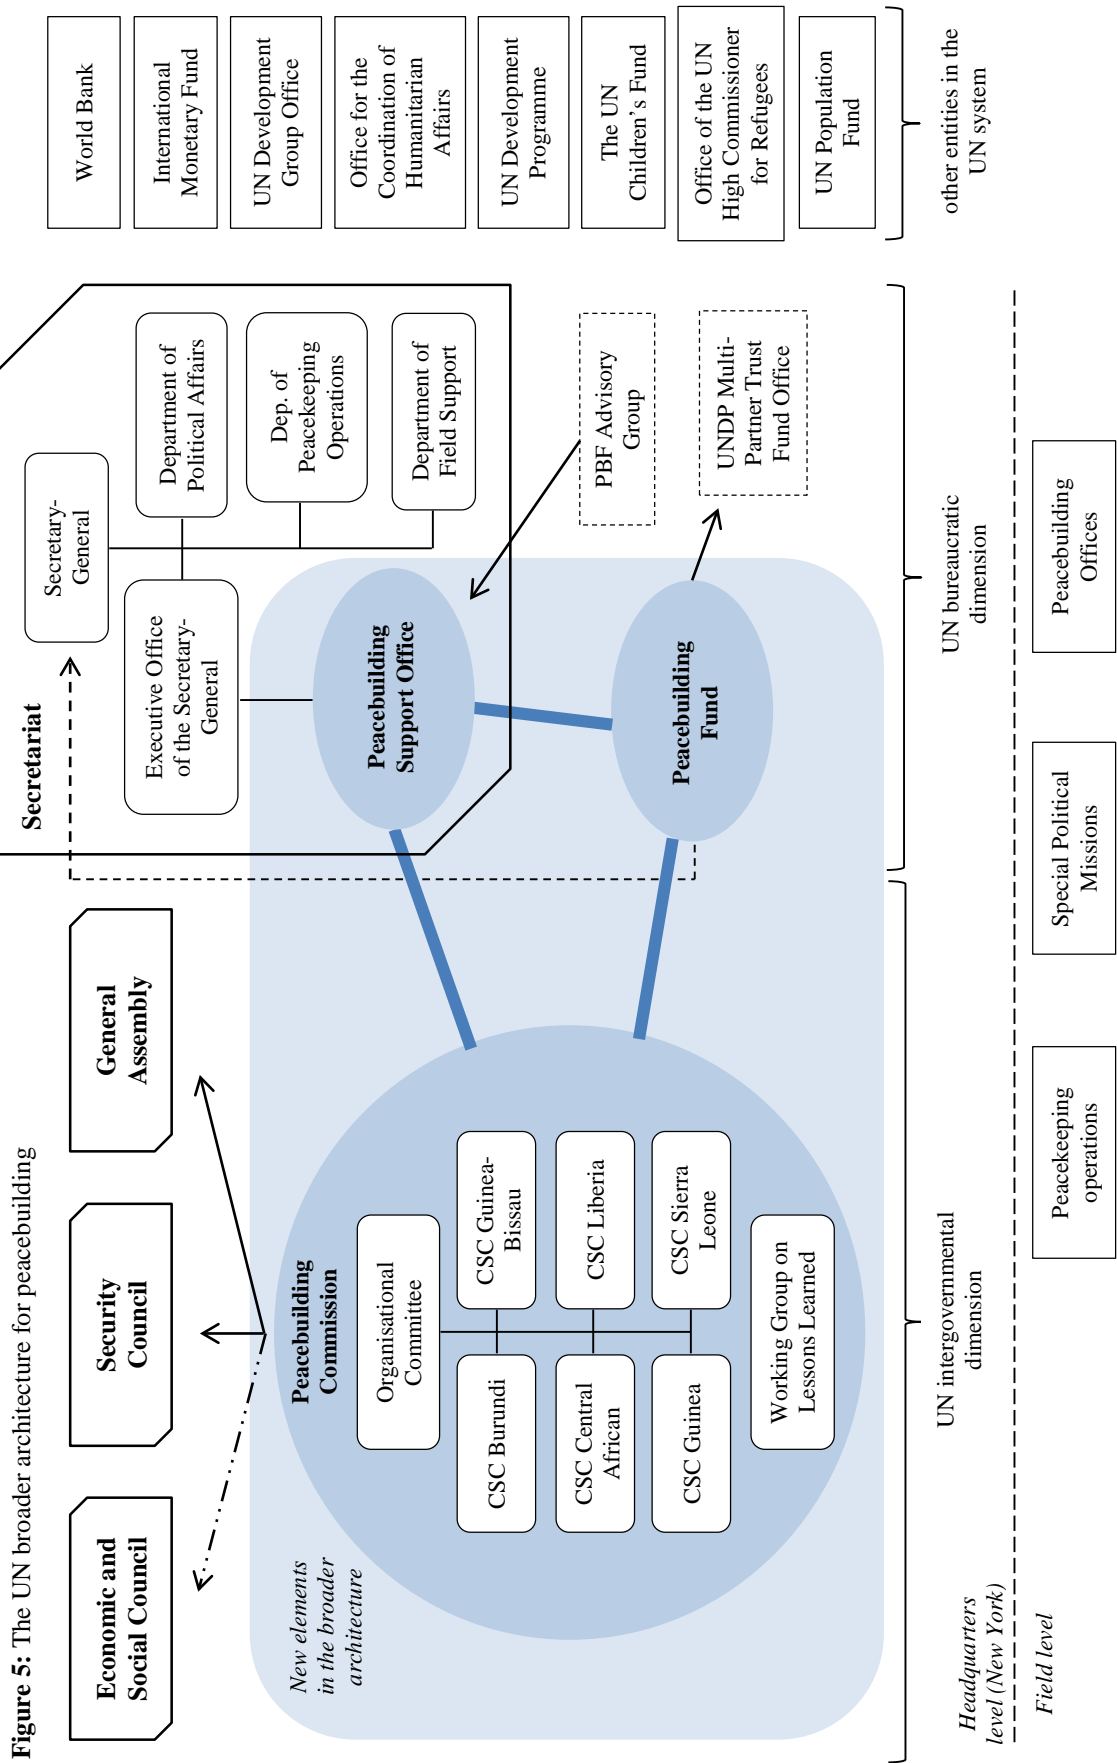 Figure 5: The UN broader architecture for peacebuilding
Economic and
Social Council
Security
Council
General
Assembly
Secretariat
Secretary-
General
Executive Office
of the Secretary-
General
Department of
Political Affairs
Dep. of
Peacekeeping
Operations
Department of
Field Support
World Bank
International
Monetary Fund
UN Development
Group Office
Office for the
Coordination of
Humanitarian
Affairs
UN Development
Programme
The UN
Children's Fund
Office of the UN
High Commissioner
for Refugees
UN Population
Fund
New elements
in the broader
architecture
Peacebuilding
Commission
Organisational
Committee
CSC Burundi
CSC Guinea-
Bissau
CSC Central
African
CSC Liberia
CSC Guinea
CSC Sierra
Leone
Working Group on
Lessons Learned
Peacebuilding
Support Office
Peacebuilding
Fund
PBF Advisory
Group
UNDP Multi-
Partner Trust
Fund Office
UN intergovernmental
dimension
UN bureaucratic
dimension
other entities in the
UN system
Headquarters
level (New York)
Field level
Peacekeeping
operations
Special Political
Missions
Peacebuilding
Offices